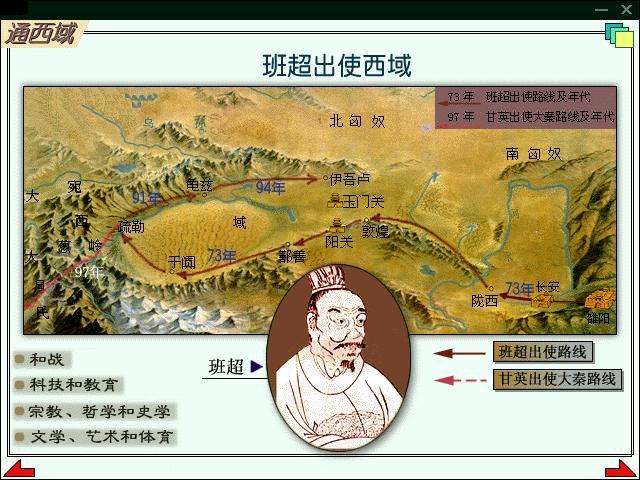 通西域
班超出使西域
73年 班超出使路线及年代
97年 甘英出使大秦路线及年代
北匈奴
南匈奴
乌
大宛
西域
龟兹
91年
94年
伊吾卢
玉门关
疏勒
葱岭
敦煌
阳关
于阗
73年
鄯善
97年
大月氏
陇西
73年
长安
雒阳
班超
班超出使路线
甘英出使大秦路线
和战
科技和教育
宗教、哲学和史学
文学、艺术和体育